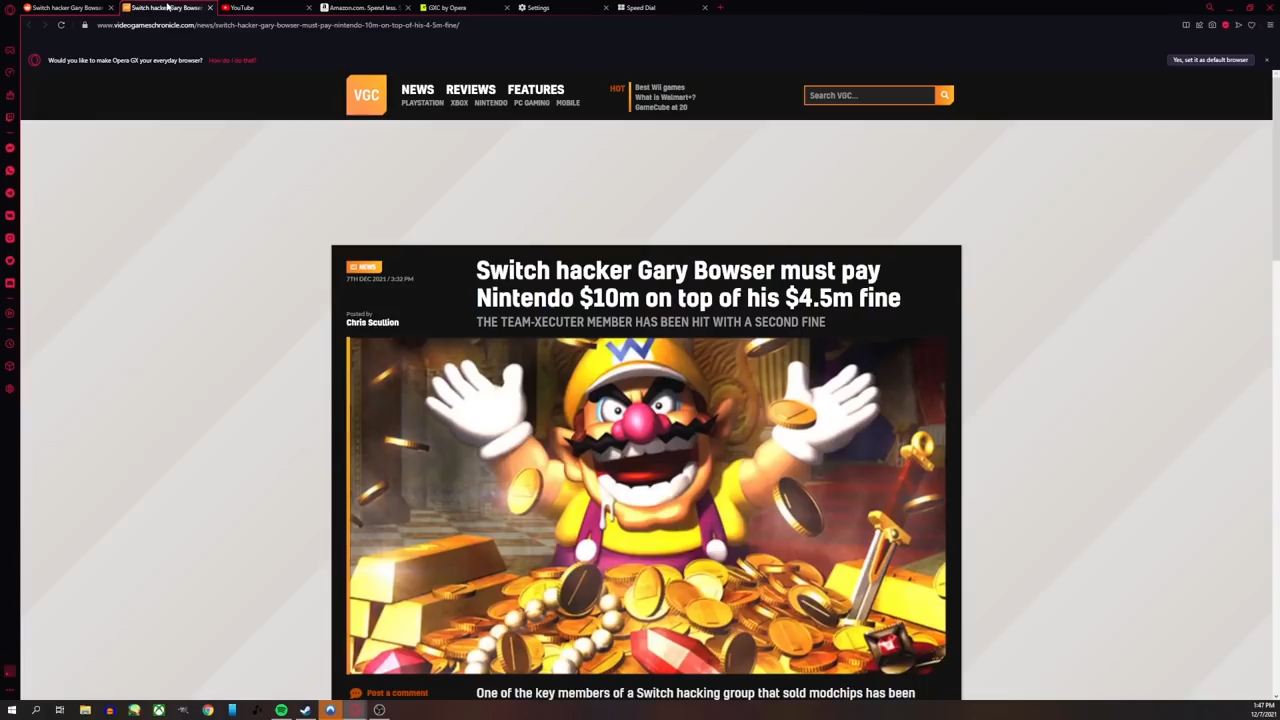 Switch hacker Gary Bowser
Switch hacker Gary Bowser
YouTube
Amazon.com. Spend less. S
GXC by Opera
Settings
Speed Dial
www.videogameschronicle.com/news/switch-hacker-gary-bowser-must-pay-nintendo-10m-on-top-of-his-4-5m-fine/
Would you like to make Opera GX your everyday browser? How do I do that?
Yes, set it as default browser
VGC
NEWS REVIEWS FEATURES
PLAYSTATION XBOX NINTENDO PC GAMING MOBILE
HOT
Best Wii games
What is Walmart+?
GameCube at 20
Search VGC...
NEWS
7TH DEC 2021 / 3:32 PM
Posted by
Chris Scullion
Switch hacker Gary Bowser must pay
Nintendo $10m on top of his $4.5m fine
THE TEAM-XECUTER MEMBER HAS BEEN HIT WITH A SECOND FINE
W
Post a comment
One of the key members of a Switch hacking group that sold modchips has been
1:47 PM
12/7/2021